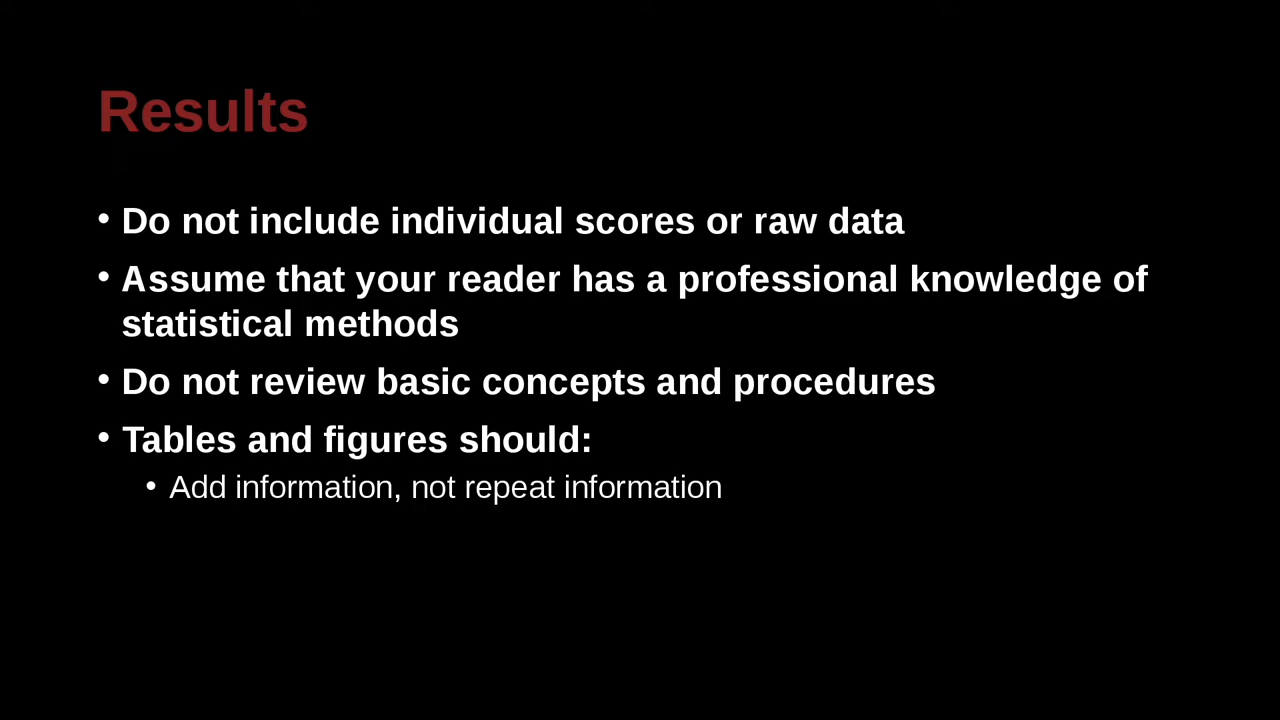 Results
• Do not include individual scores or raw data
• Assume that your reader has a professional knowledge of
statistical methods
• Do not review basic concepts and procedures
• Tables and figures should:
• Add information, not repeat information